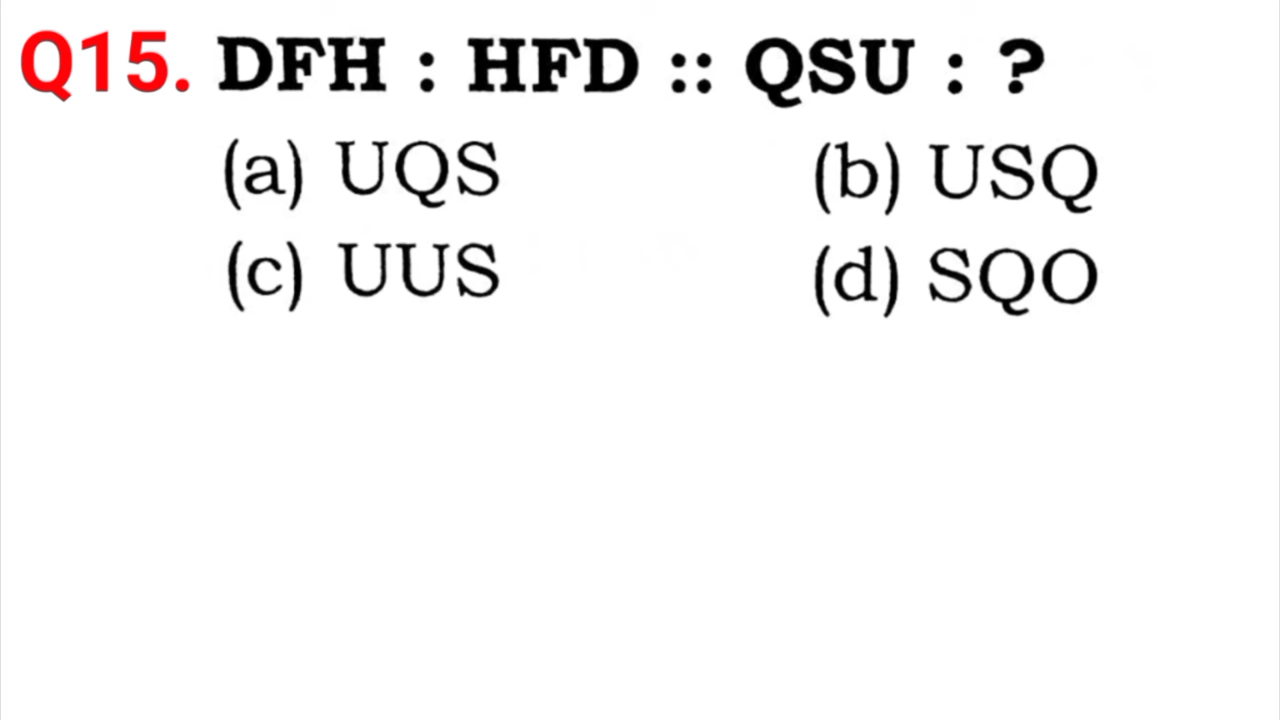 Q15. DFH : HFD :: QSU : ?
(a) UQS (b) USQ
(c) UUS (d) SQO